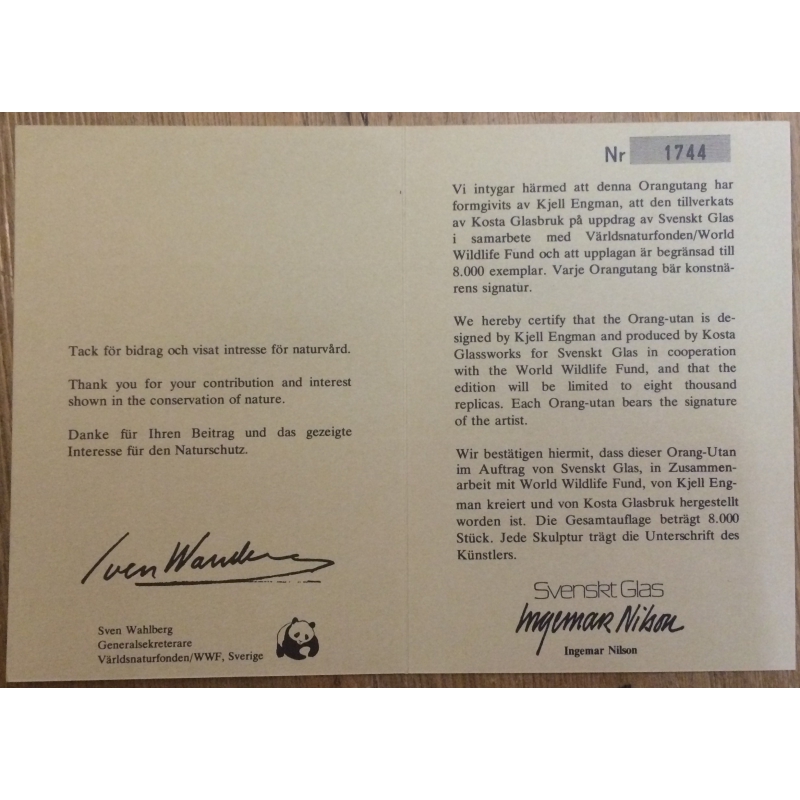 Tack för bidrag och visat intresse för naturvård.
Thank you for your contribution and interest
shown in the conservation of nature.
Danke für Ihren Beitrag und das gezeigte
Interesse für den Naturschutz.
Sven Wahlberg
Generalsekreterare
Världsnaturfonden/WWF, Sverige
Nr 1744
Vi intygar härmed att denna Orangutang har
formgivits av Kjell Engman, att den tillverkats
av Kosta Glasbruk på uppdrag av Svenskt Glas
i samarbete med Världsnaturfonden/World
Wildlife Fund och att upplagan är begränsad till
8.000 exemplar. Varje Orangutang bär konstnä-
rens signatur.
We hereby certify that the Orang-utan is de-
signed by Kjell Engman and produced by Kosta
Glassworks for Svenskt Glas in cooperation
with the World Wildlife Fund, and that the
edition will be limited to eight thousand
replicas. Each Orang-utan bears the signature
of the artist.
Wir bestätigen hiermit, dass dieser Orang-Utan
im Auftrag von Svenskt Glas, in Zusammen-
arbeit mit World Wildlife Fund, von Kjell Eng-
man kreiert und von Kosta Glasbruk hergestellt
worden ist. Die Gesamtauflage beträgt 8.000
Stück. Jede Skulptur trägt die Unterschrift des
Künstlers.
Svenskt Glas
Ingemar Nilson
Ingemar Nilson